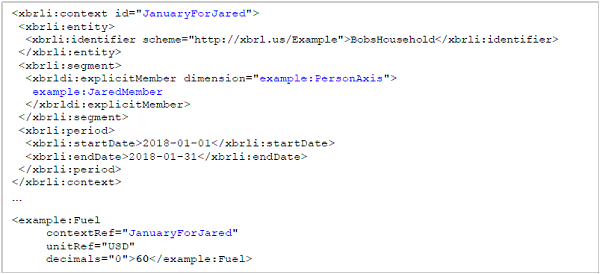 <xbrli:context id="JanuaryForJared">
<xbrli:entity>
<xbrli:identifier scheme="http://xbrl.us/Example">BobsHousehold</xbrli:identifier>
</xbrli:entity>
<xbrli:segment>
<xbrldi:explicitMember dimension="example:PersonAxis">
example:JaredMember
</xbrldi:explicitMember>
</xbrli:segment>
<xbrli:period>
<xbrli:startDate>2018-01-01</xbrli:startDate>
<xbrli:endDate>2018-01-31</xbrli:endDate>
</xbrli:period>
</xbrli:context>
...
<example:Fuel
contextRef="JanuaryForJared"
unitRef="USD"
decimals="0">60</example:Fuel>